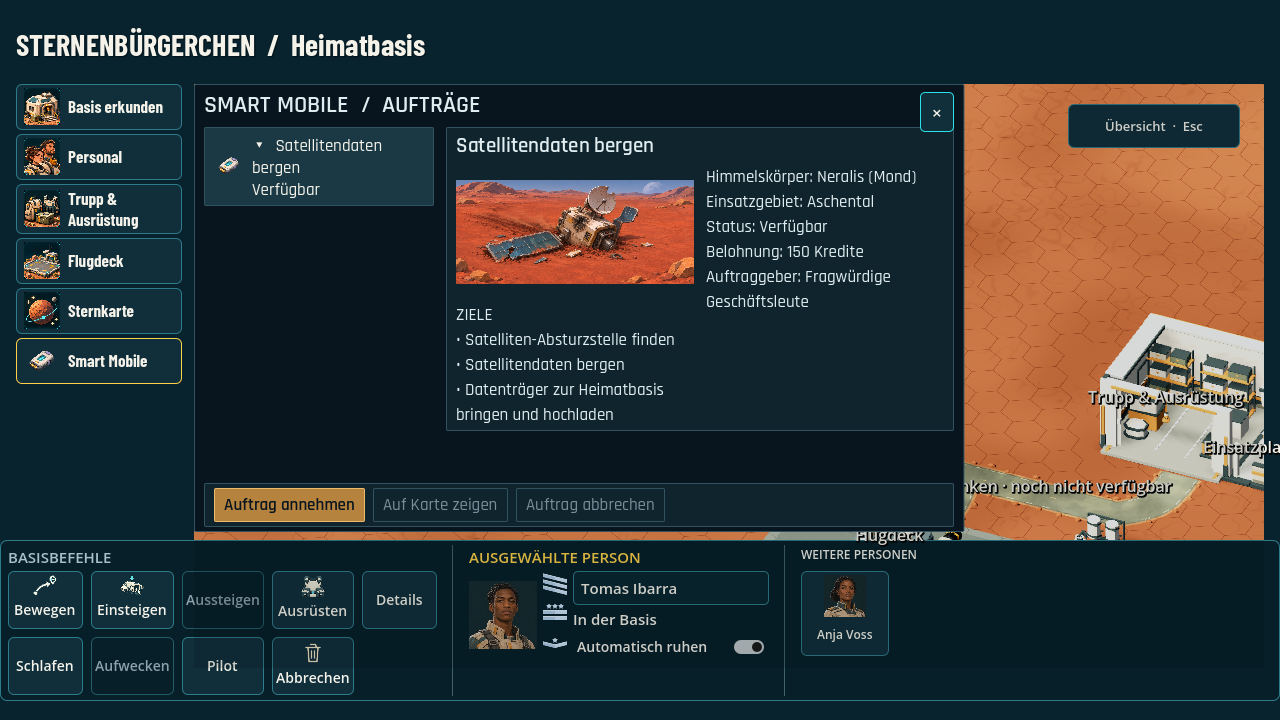 STERNENBÜRGERCHEN / Heimatbasis
Basis erkunden
Personal
Trupp &
Ausrüstung
Flugdeck
Sternkarte
Smart Mobile
SMART MOBILE / AUFTRÄGE
×
▾ Satellitendaten
bergen
Verfügbar
Satellitendaten bergen
Himmelskörper: Neralis (Mond)
Einsatzgebiet: Aschental
Status: Verfügbar
Belohnung: 150 Kredite
Auftraggeber: Fragwürdige
Geschäftsleute
ZIELE
· Satelliten-Absturzstelle finden
· Satellitendaten bergen
· Datenträger zur Heimatbasis
bringen und hochladen
Auftrag annehmen
Auf Karte zeigen
Auftrag abbrechen
Übersicht · Esc
Trupp & Ausrüstung
Einsatzpla
nken · noch nicht verfügbar
Flugdeck
BASISBEFEHLE
Bewegen
Einsteigen
Aussteigen
Ausrüsten
Details
Schlafen
Aufwecken
Pilot
Abbrechen
AUSGEWÄHLTE PERSON
Tomas Ibarra
In der Basis
Automatisch ruhen
WEITERE PERSONEN
Anja Voss